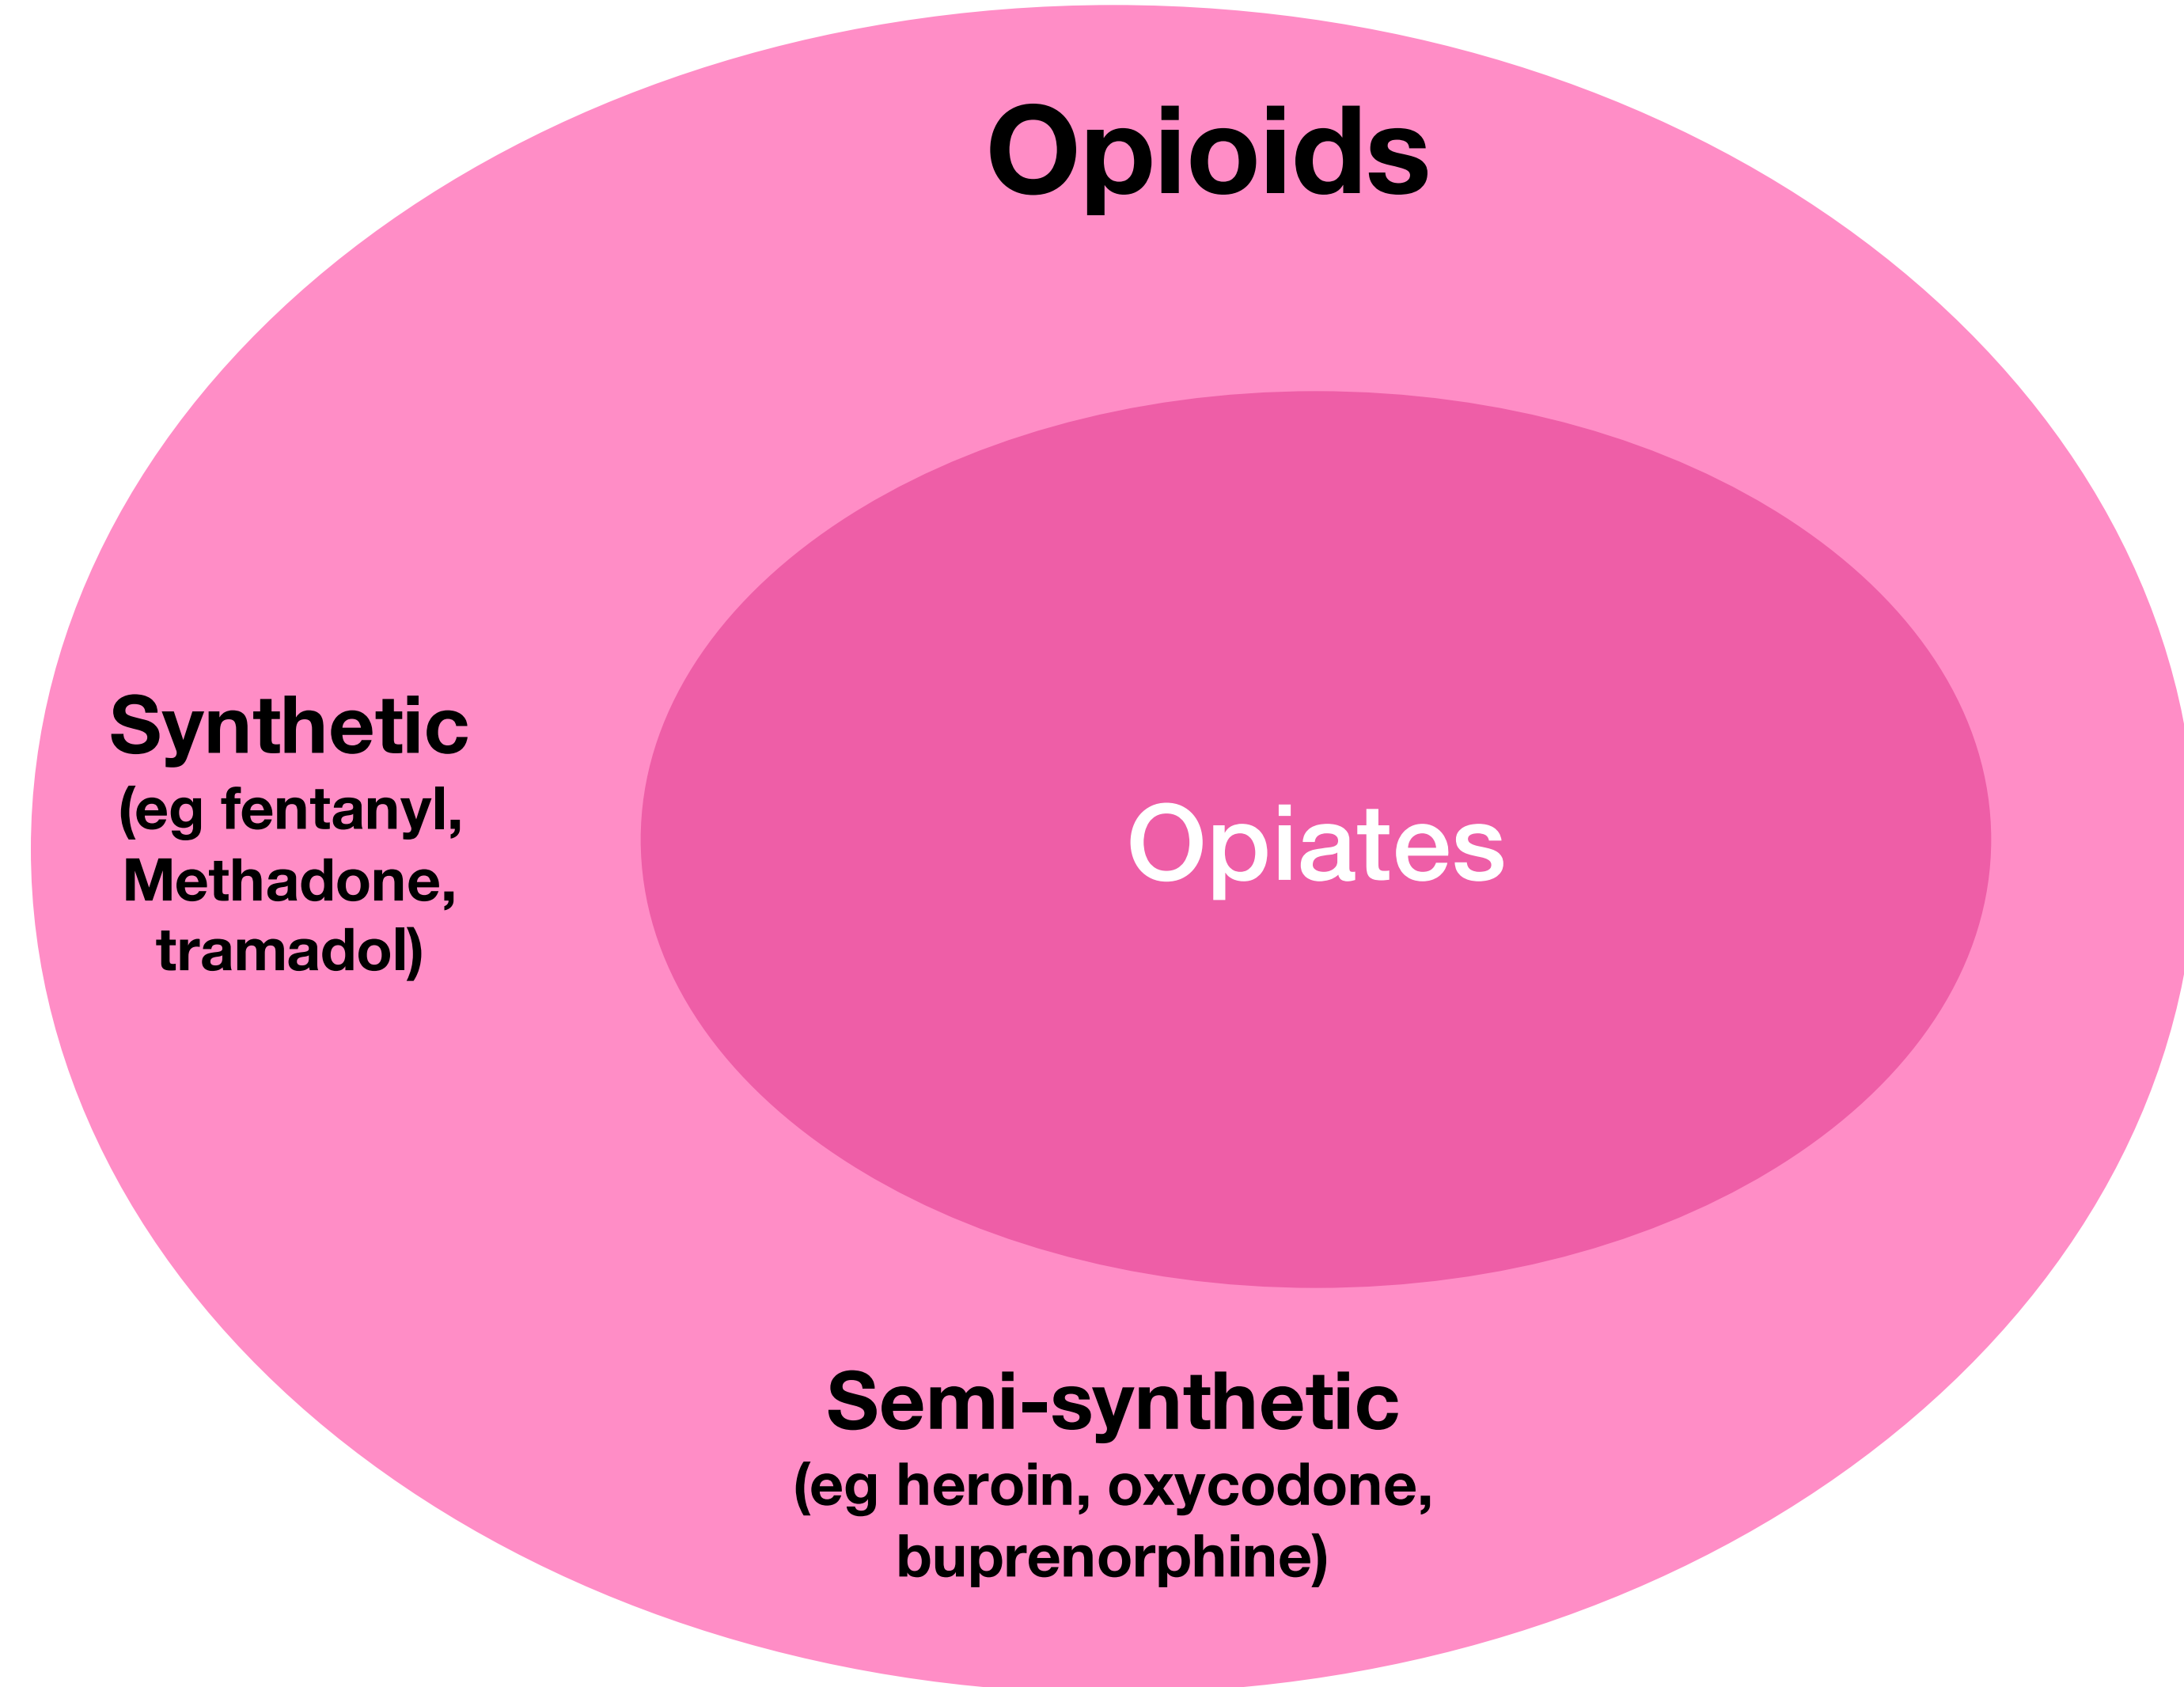 Opioids
Synthetic
(eg fentanyl,
Methadone,
tramadol)
Opiates
Semi-synthetic
(eg heroin, oxycodone,
buprenorphine)